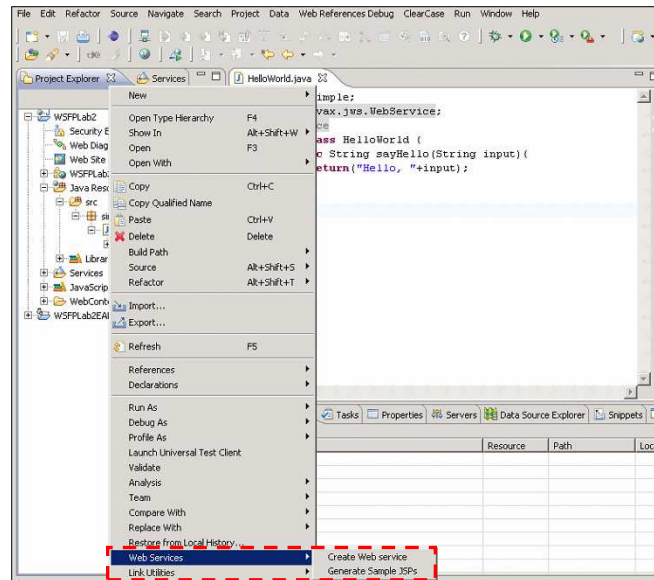 File Edit Refactor Source Navigate Search Project Data Web References Debug ClearCase Run Window Help
Project Explorer Services HelloWorld.java
WSFPLab2
Security E
Web Diag
Web Site
WSFPLab
Java Reso
src
sim
J
Librar
Services
JavaScrip
WebConte
WSFPLab2EA
New
Open Type Hierarchy F4
Show In Alt+Shift+W
Open F3
Open With
Copy Ctrl+C
Copy Qualified Name
Paste Ctrl+V
Delete Delete
Build Path
Source Alt+Shift+S
Refactor Alt+Shift+T
Import...
Export...
Refresh F5
References
Declarations
Run As
Debug As
Profile As
Launch Universal Test Client
Validate
Analysis
Team
Compare With
Replace With
Restore from Local History...
Web Services
Link Utilities
Create Web service
Generate Sample JSPs
imple;
vax.jws.WebService;
ce
ass HelloWorld {
c String sayHello(String input){
eturn("Hello, "+input);
Tasks Properties Servers Data Source Explorer Snippets
Resource Path Loc